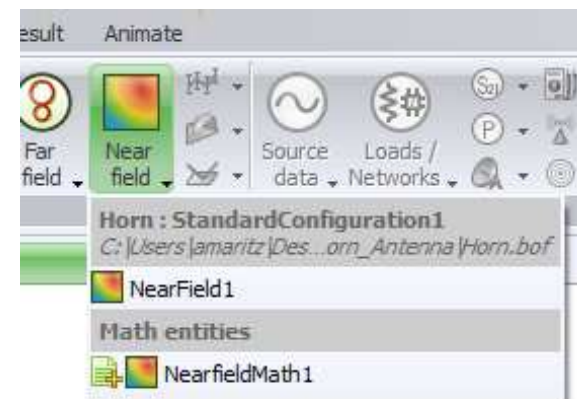 esult Animate
Far field
Near field
Source data
Loads / Networks
S21
P
Horn : StandardConfiguration1
C:\Users\amaritz\Des...orn_Antenna\Horn.bof
NearField1
Math entities
NearfieldMath1